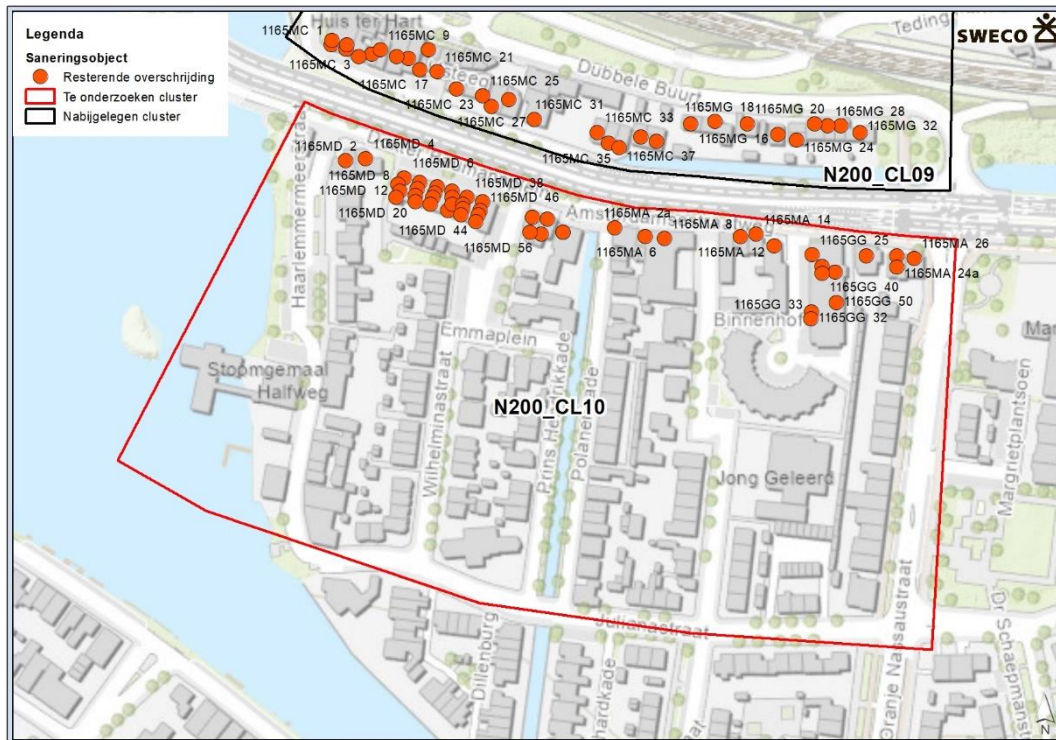 Legenda
Saneringsobject
Resterende overschrijding
Te onderzoeken cluster
Nabijgelegen cluster
SWECO
Huis ter Hart
Teding
Dubbele Buurt
1165MC 1
1165MC 9
1165MC 3
1165MC 21
1165MC 17
1165MC 25
1165MC 23
1165MC 31
1165MC 27
1165MC 33
1165MC 35
1165MC 37
1165MG 18
1165MG 20
1165MG 28
1165MG 16
1165MG 32
1165MG 24
N200_CL09
Haarlemmermeerstraat
1165MD 2
1165MD 4
1165MD 6
1165MD 8
1165MD 38
1165MD 12
1165MD 46
1165MD 20
1165MD 44
1165MD 56
1165MA 2a
1165MA 8
1165MA 14
1165MA 6
1165MA 12
1165GG 25
1165MA 26
1165MA 24a
1165GG 40
1165GG 33
1165GG 50
1165GG 32
Binnenhof
Emmaplein
Stoomgemaal
Halfweg
Wilhelminastraat
N200_CL10
Jong Geleerd
Margrietplantsoen
Julianastraat
Oranje Nassaustraat
Dillenburg
hardkade
N